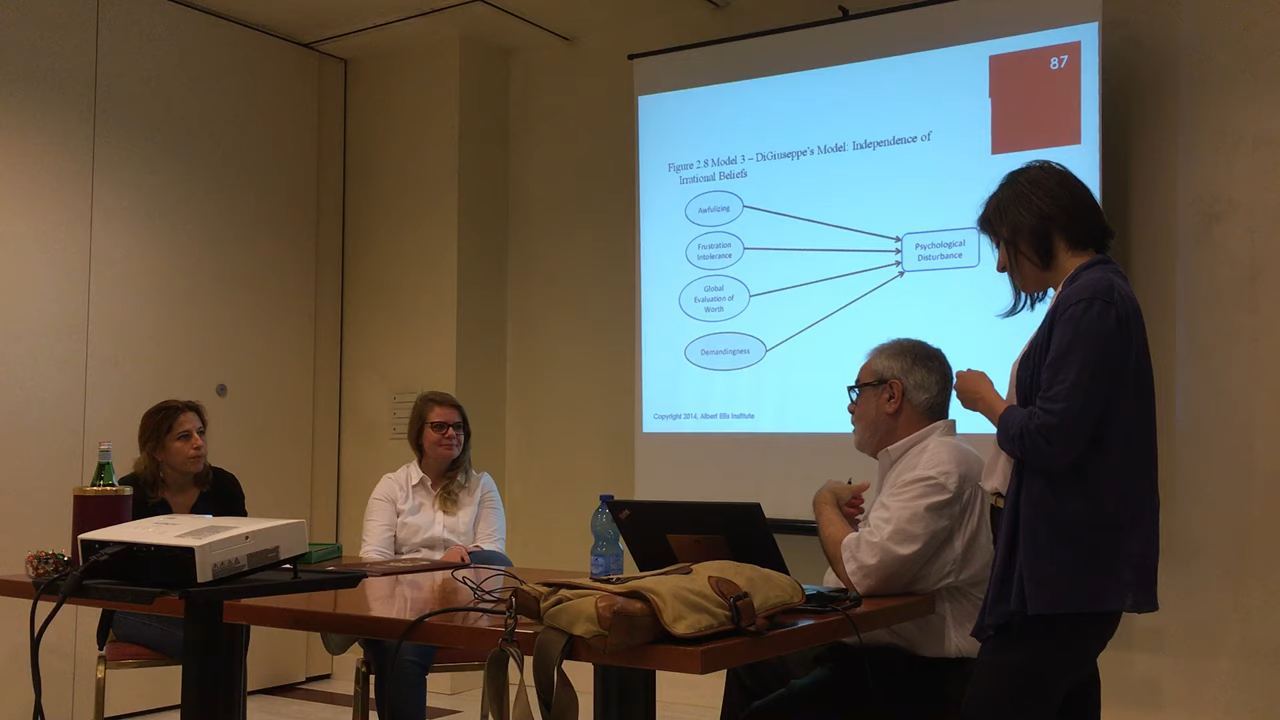 87
Figure 2.8 Model 3 – DiGiuseppe's Model: Independence of
Irrational Beliefs
Awfulizing
Frustration
Intolerance
Global
Evaluation of
Worth
Demandingness
Psychological
Disturbance
Copyright 2014, Albert Ellis Institute